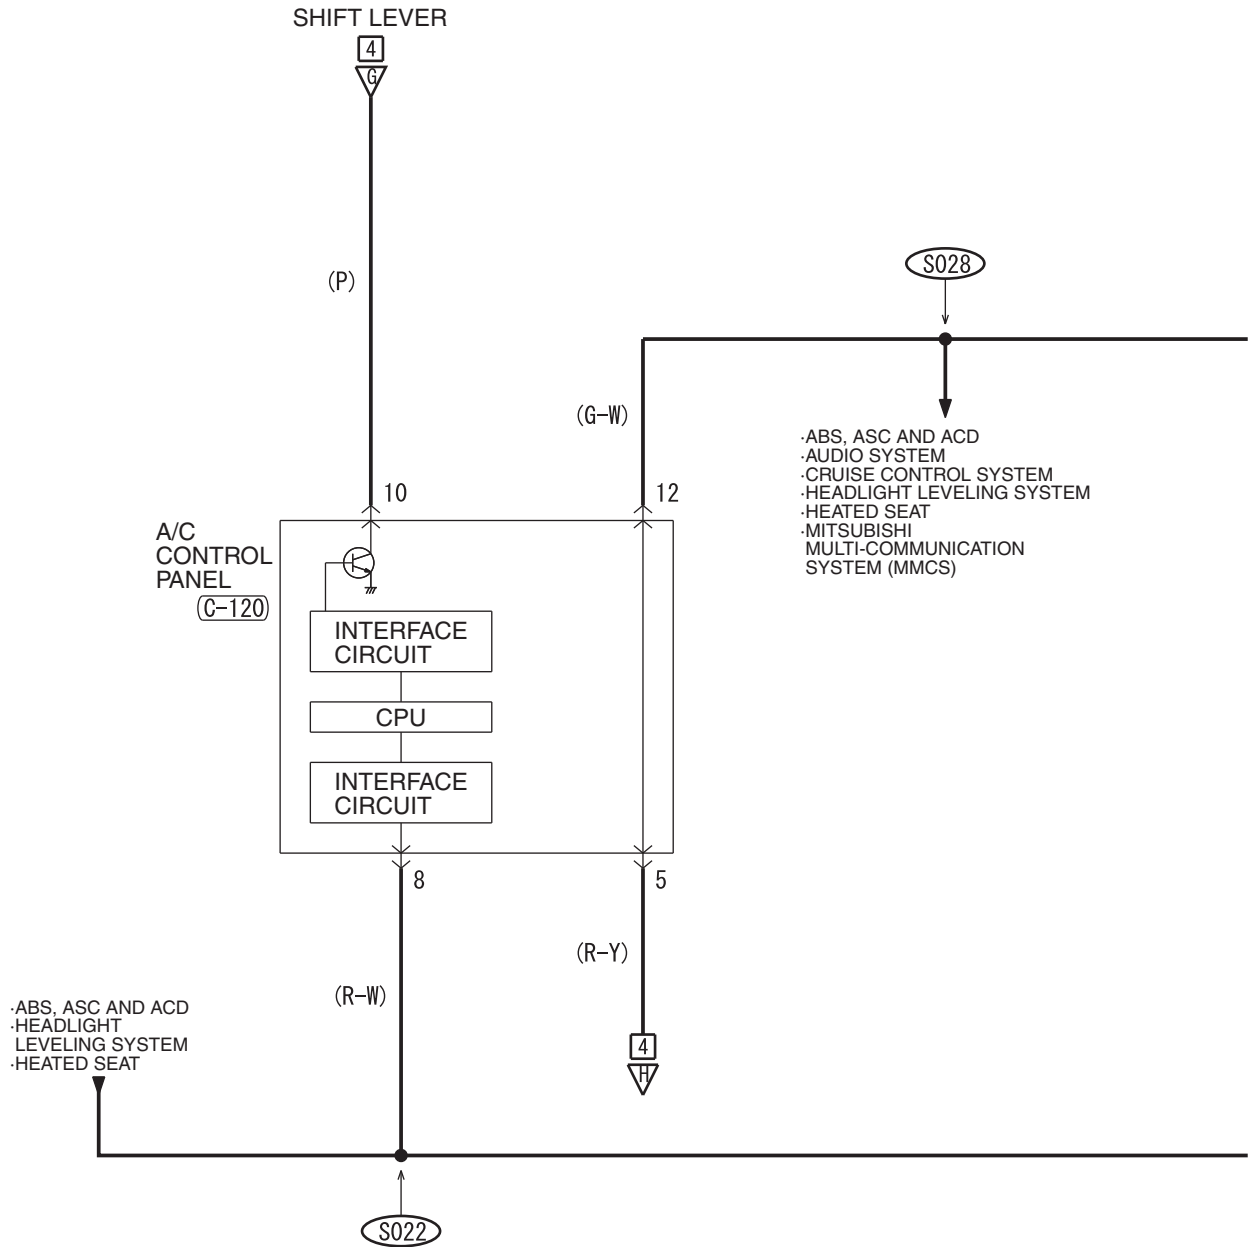 SHIFT LEVER
4
G
(P)
S028
(G-W)
·ABS, ASC AND ACD
·AUDIO SYSTEM
·CRUISE CONTROL SYSTEM
·HEADLIGHT LEVELING SYSTEM
·HEATED SEAT
·MITSUBISHI
MULTI-COMMUNICATION
SYSTEM (MMCS)
10
12
A/C
CONTROL
PANEL
C-120
INTERFACE
CIRCUIT
CPU
INTERFACE
CIRCUIT
8
5
(R-Y)
(R-W)
4
H
·ABS, ASC AND ACD
·HEADLIGHT
LEVELING SYSTEM
·HEATED SEAT
S022